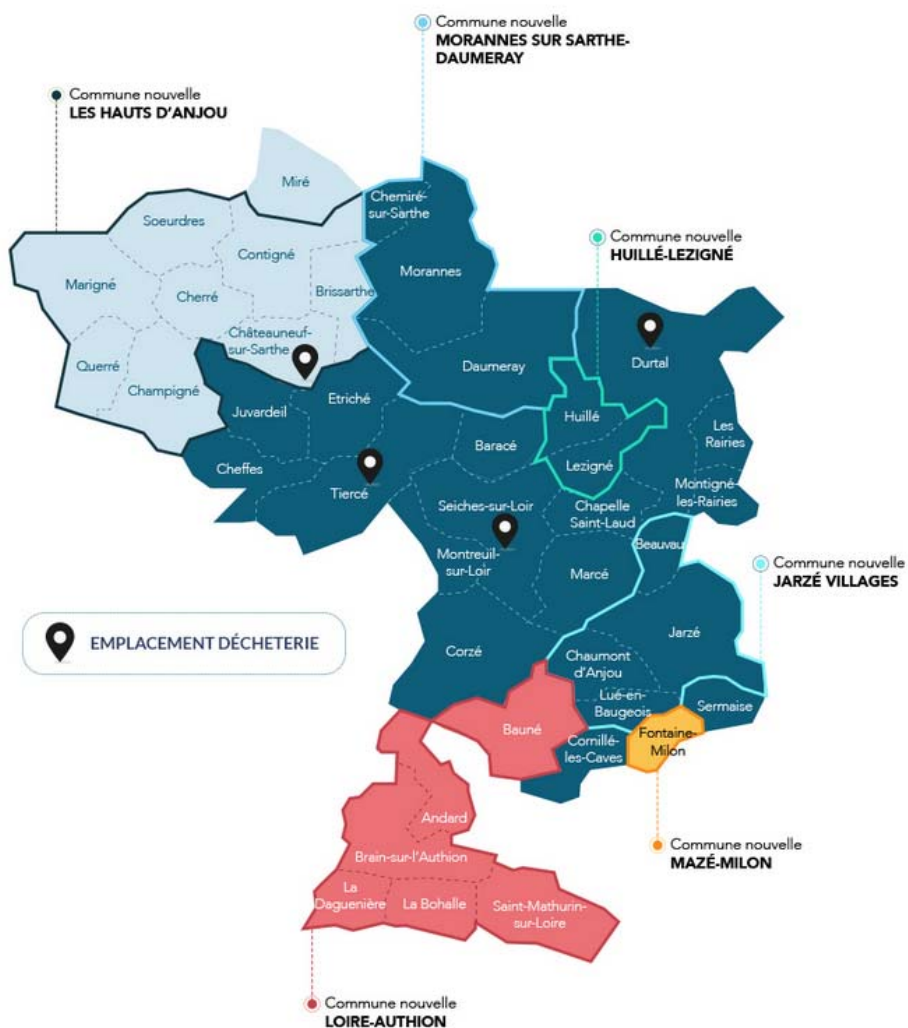 Commune nouvelle
MORANNES SUR SARTHE-
DAUMERAY
Commune nouvelle
LES HAUTS D'ANJOU
Miré
Chemiré-
sur-Sarthe
Soeurdres
Contigné
Morannes
Commune nouvelle
HUILLÉ-LEZIGNÉ
Marigné
Cherré
Brissarthe
Châteauneuf-
sur-Sarthe
Durtal
Querré
Daumeray
Champigné
Etriché
Juvardeil
Huillé
Les
Rairies
Baracé
Cheffes
Lezigné
Tiercé
Montigné-
les-Rairies
Seiches-sur-Loir
Chapelle
Saint-Laud
Beauvau
Montreuil-
sur-Loir
Marcé
Commune nouvelle
JARZÉ VILLAGES
EMPLACEMENT DÉCHETERIE
Corzé
Jarzé
Chaumont
d'Anjou
Lué-en-
Baugeois
Sermaise
Bauné
Cornillé-
les-Caves
Fontaine-
Milon
Andard
Commune nouvelle
MAZÉ-MILON
Brain-sur-l'Authion
La
Daguenière
La Bohalle
Saint-Mathurin-
sur-Loire
Commune nouvelle
LOIRE-AUTHION